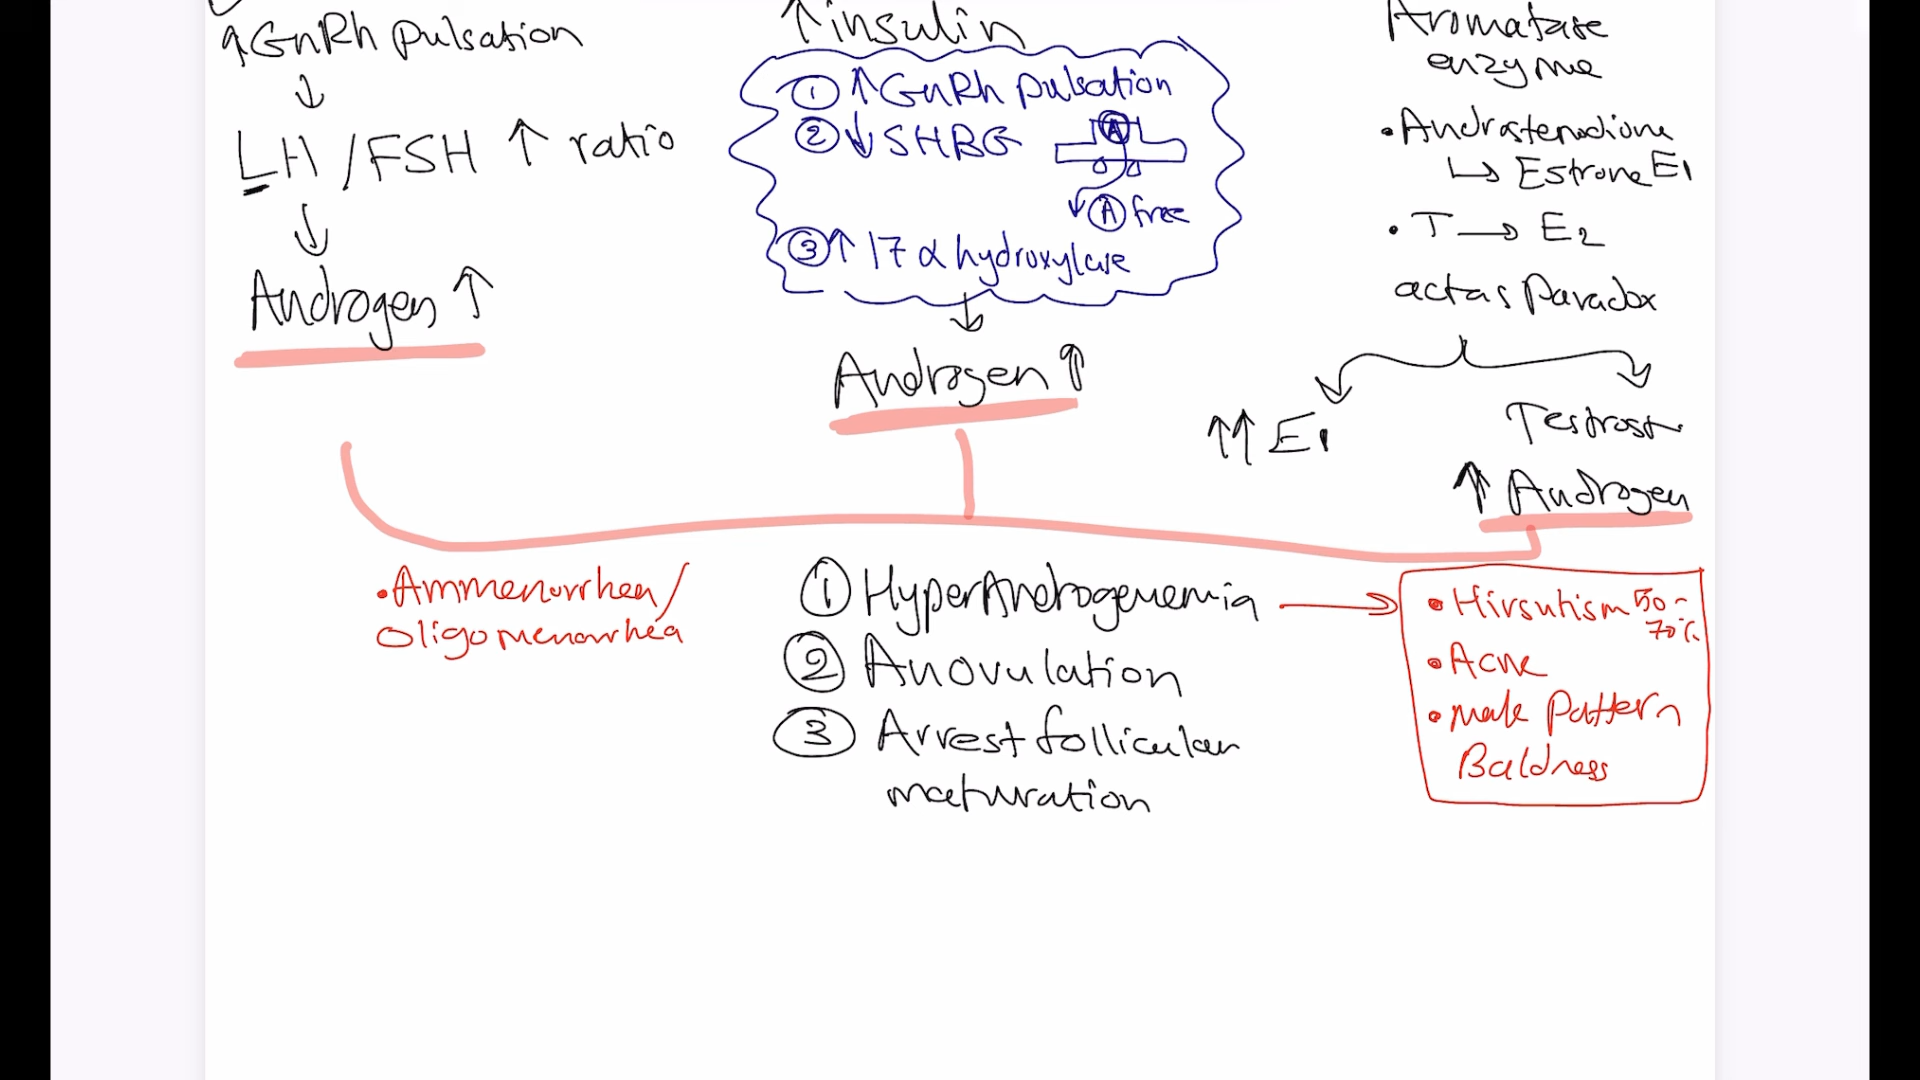 ↑GnRh pulsation
↓
LH/FSH ↑ ratio
↓
Androgen ↑
↑insulin
① ↑GnRh pulsation
② ↓SHBG
A
A free
③↑ 17 α hydroxylase
↓
Androgen ↑
Aromatase
enzyme
• Androstenedione
↳ Estrone E1
• T → E2
act as Paradox
↑↑ E1
Testrost
↑ Androgen
• Ammenorrhea/
Oligomenorrhea
① HyperAndrogenemia →
② Anovulation
③ Arrest follicular
maturation
• Hirsutism 50-
70%
• Acne
• male pattern
Baldness